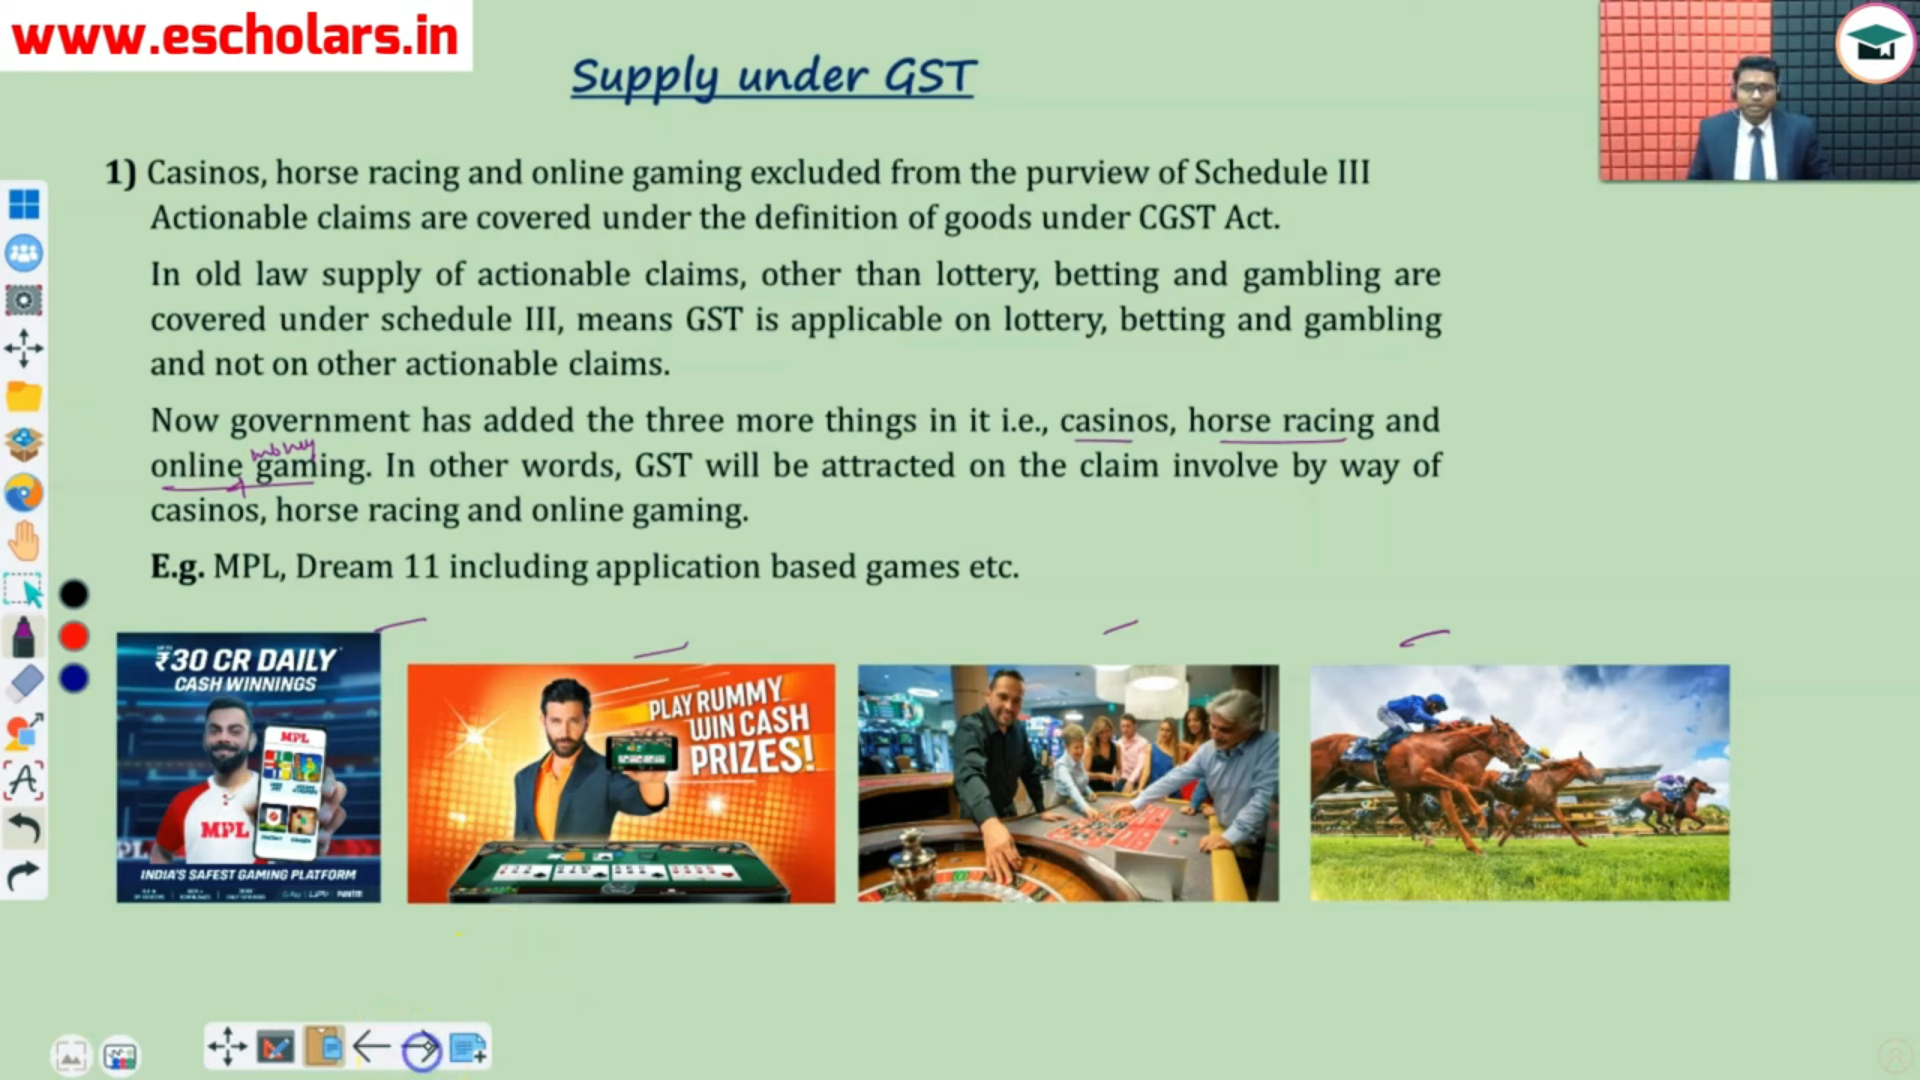 www.escholars.in
Supply under GST
1) Casinos, horse racing and online gaming excluded from the purview of Schedule III
Actionable claims are covered under the definition of goods under CGST Act.
In old law supply of actionable claims, other than lottery, betting and gambling are
covered under schedule III, means GST is applicable on lottery, betting and gambling
and not on other actionable claims.
Now government has added the three more things in it i.e., casinos, horse racing and
money
online gaming. In other words, GST will be attracted on the claim involve by way of
casinos, horse racing and online gaming.
E.g. MPL, Dream 11 including application based games etc.
₹30 CR DAILY
CASH WINNINGS
MPL
MPL
INDIA'S SAFEST GAMING PLATFORM
PLAY RUMMY
WIN CASH
PRIZES!